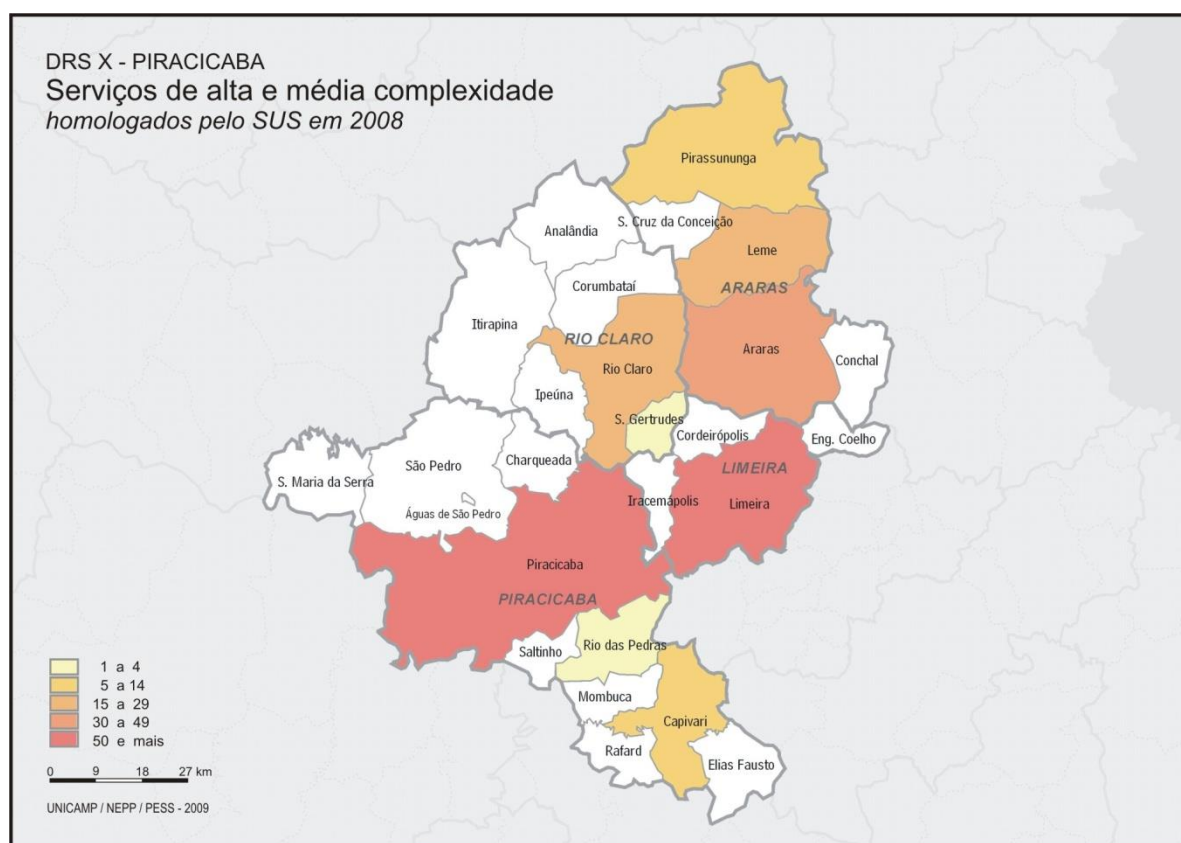 DRS X - PIRACICABA
Serviços de alta e média complexidade
homologados pelo SUS em 2008
Pirassununga
S. Cruz da Conceição
Analândia
Leme
Corumbataí
ARARAS
Itirapina
RIO CLARO
Araras
Conchal
Rio Claro
Ipeúna
S. Gertrudes
Cordeirópolis
Eng. Coelho
São Pedro
Charqueada
LIMEIRA
S. Maria da Serra
Iracemápolis
Limeira
Águas de São Pedro
Piracicaba
PIRACICABA
Saltinho
Rio das Pedras
Mombuca
Capivari
Rafard
Elias Fausto
1 a 4
5 a 14
15 a 29
30 a 49
50 e mais
0 9 18 27 km
UNICAMP / NEPP / PESS - 2009